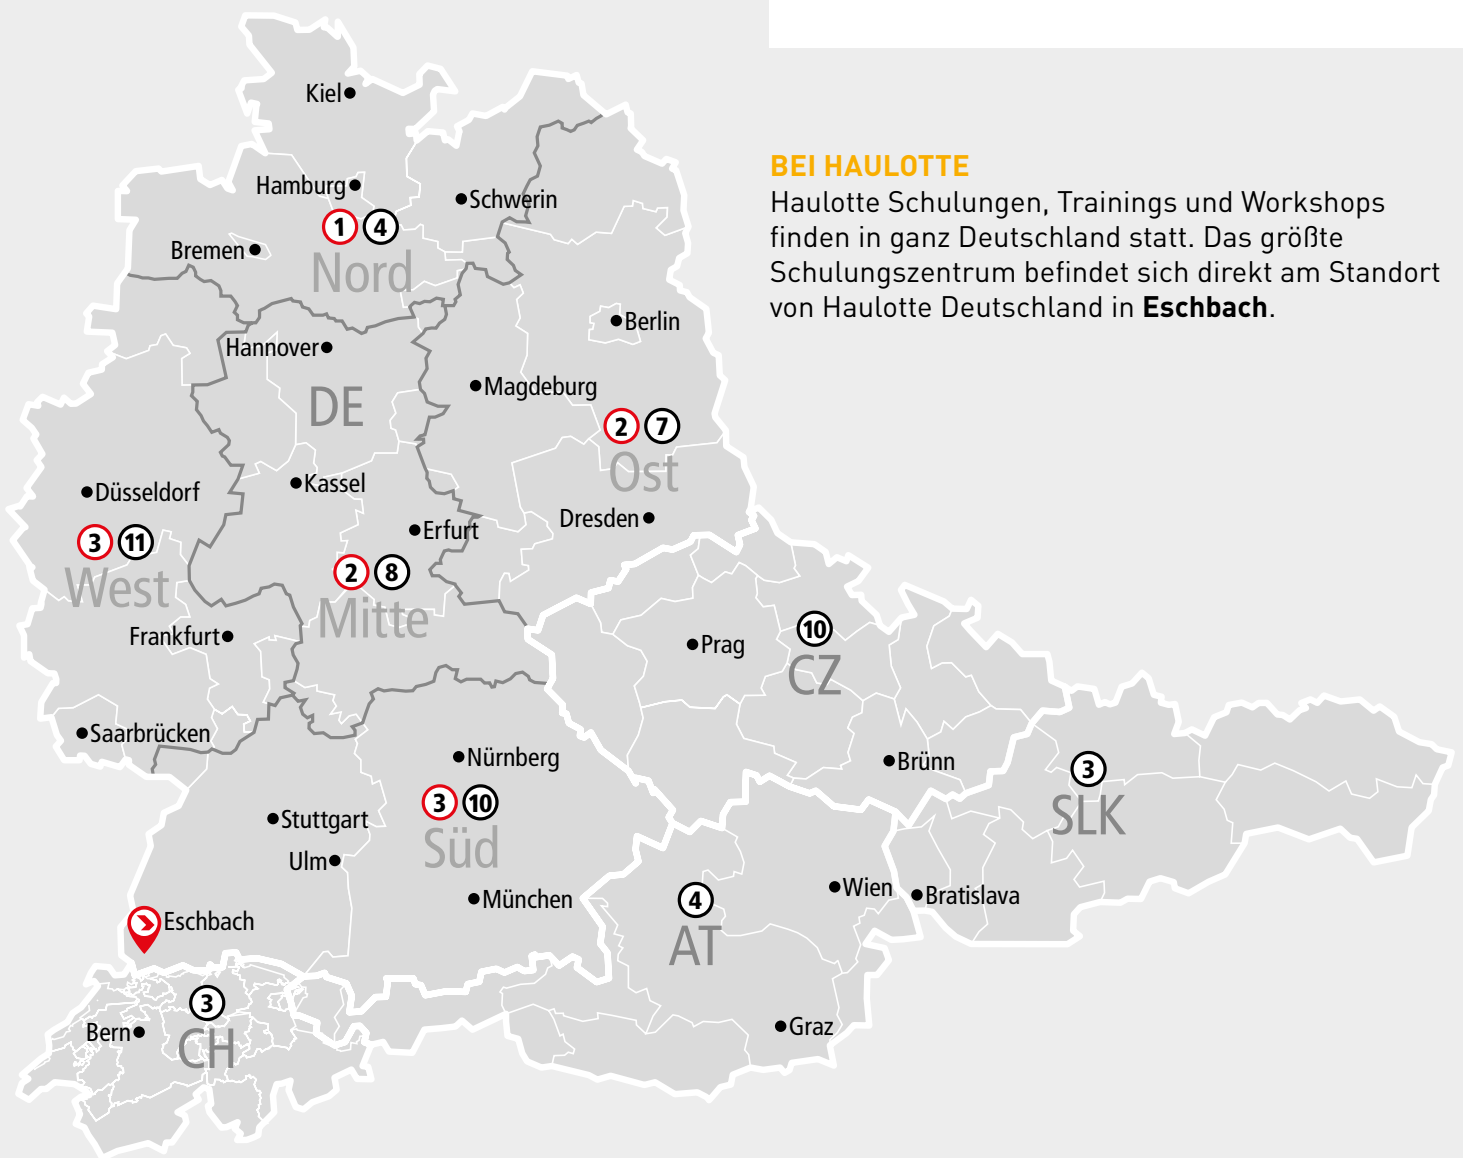 BEI HAULOTTE
Haulotte Schulungen, Trainings und Workshops
finden in ganz Deutschland statt. Das größte
Schulungszentrum befindet sich direkt am Standort
von Haulotte Deutschland in Eschbach.
Kiel
Hamburg
Schwerin
1 4
Bremen
Nord
Berlin
Hannover
Magdeburg
DE
2 7
Ost
Kassel
Düsseldorf
Dresden
Erfurt
3 11
West
2 8
Mitte
Frankfurt
10
Prag
CZ
Saarbrücken
Nürnberg
Brünn
3
SLK
3 10
Süd
Stuttgart
Ulm
München
4
Wien
Bratislava
AT
Eschbach
3
CH
Bern
Graz